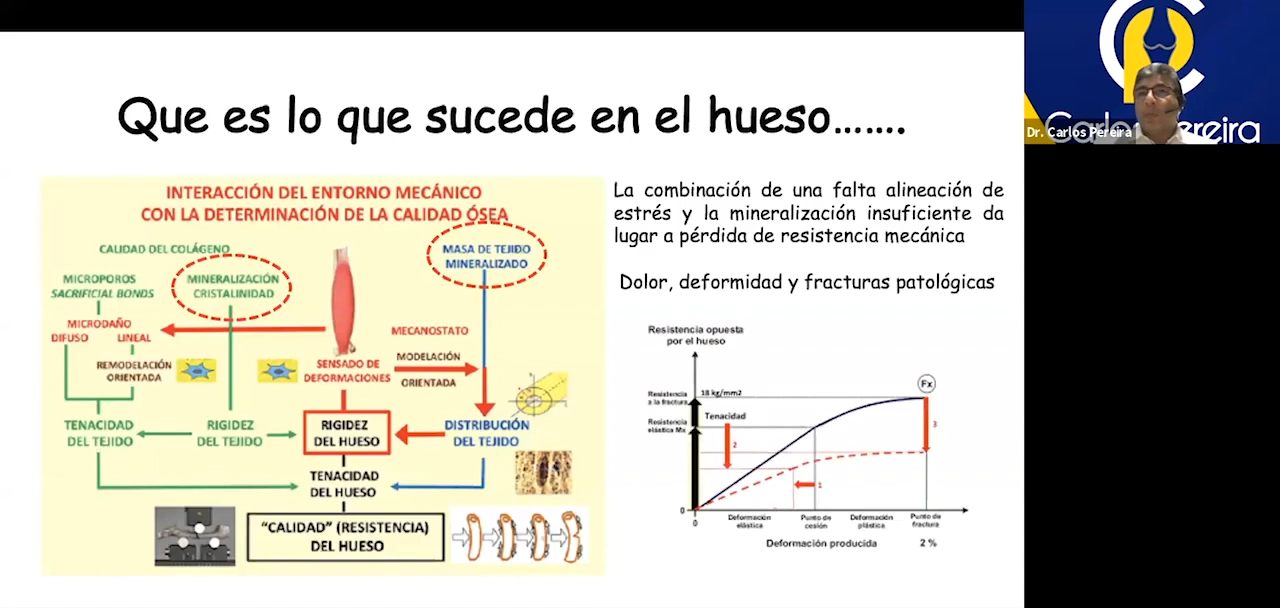 Que es lo que sucede en el hueso.......
INTERACCIÓN DEL ENTORNO MECÁNICO
CON LA DETERMINACIÓN DE LA CALIDAD ÓSEA
CALIDAD DEL COLÁGENO
MICROPOROS
SACRIFICIAL BONDS
MINERALIZACIÓN
CRISTALINIDAD
MASA DE TEJIDO
MINERALIZADO
MICRODAÑO
DIFUSO LINEAL
MECANOSTATO
REMODELACIÓN
ORIENTADA
SENSADO DE
DEFORMACIONES
MODELACIÓN
ORIENTADA
TENACIDAD
DEL TEJIDO
RIGIDEZ
DEL TEJIDO
RIGIDEZ
DEL HUESO
DISTRIBUCIÓN
DEL TEJIDO
TENACIDAD
DEL HUESO
"CALIDAD" (RESISTENCIA)
DEL HUESO
La combinación de una falta alineación de
estrés y la mineralización insuficiente da
lugar a pérdida de resistencia mecánica
Dolor, deformidad y fracturas patológicas
Resistencia opuesta
por el hueso
Resistencia
a la fractura
18 kg/mm2
Resistencia
elástica Mx
Tenacidad
Fx
2
3
1
0
0
Deformación
elástica
Punto de
cesión
Deformación
plástica
Punto de
fractura
Deformación producida 2 %
Dr. Carlos Pereira
Carlos Pereira